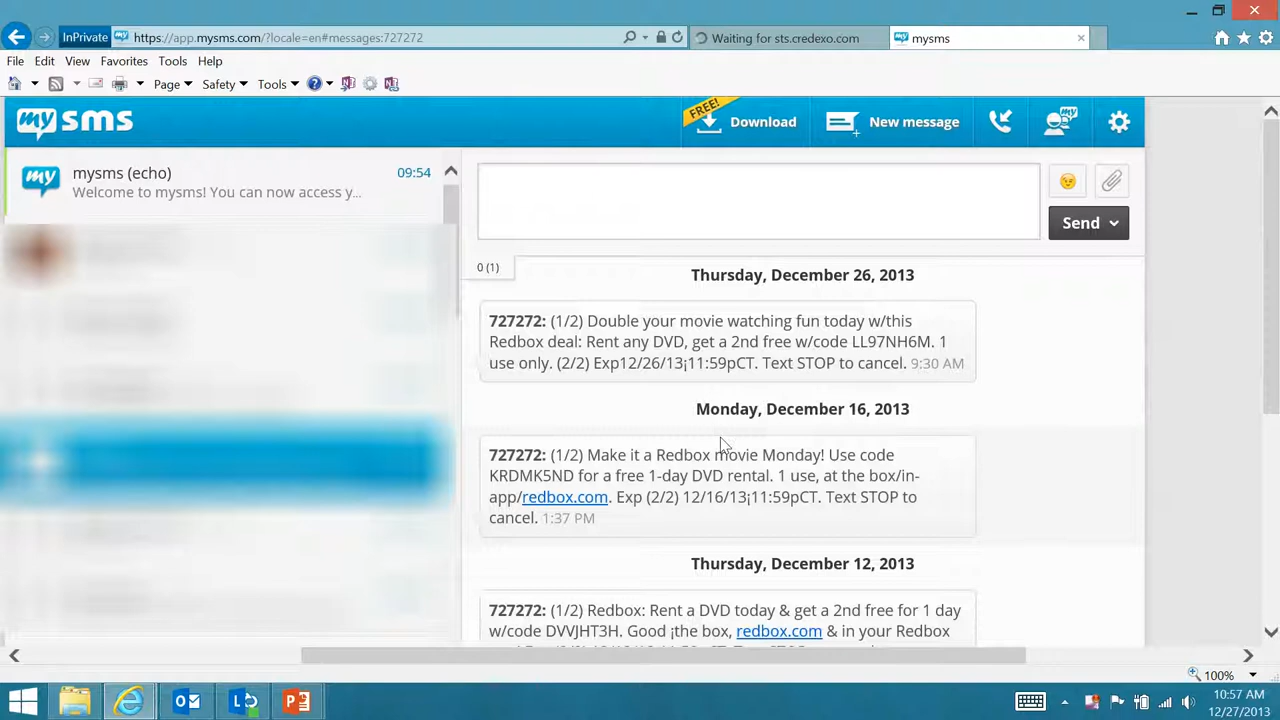 InPrivate
https://app.mysms.com/?locale=en#messages:727272
Waiting for sts.credexo.com
mysms
File Edit View Favorites Tools Help
Page Safety Tools
my sms
FREE!
Download
New message
my
my
mysms (echo) 09:54
Welcome to mysms! You can now access y...
Send
0 (1)
Thursday, December 26, 2013
727272: (1/2) Double your movie watching fun today w/this
Redbox deal: Rent any DVD, get a 2nd free w/code LL97NH6M. 1
use only. (2/2) Exp12/26/13¡11:59pCT. Text STOP to cancel. 9:30 AM
Monday, December 16, 2013
727272: (1/2) Make it a Redbox movie Monday! Use code
KRDMK5ND for a free 1-day DVD rental. 1 use, at the box/in-
app/redbox.com. Exp (2/2) 12/16/13¡11:59pCT. Text STOP to
cancel. 1:37 PM
Thursday, December 12, 2013
727272: (1/2) Redbox: Rent a DVD today & get a 2nd free for 1 day
w/code DVVJHT3H. Good ¡the box, redbox.com & in your Redbox
100%
10:57 AM
12/27/2013